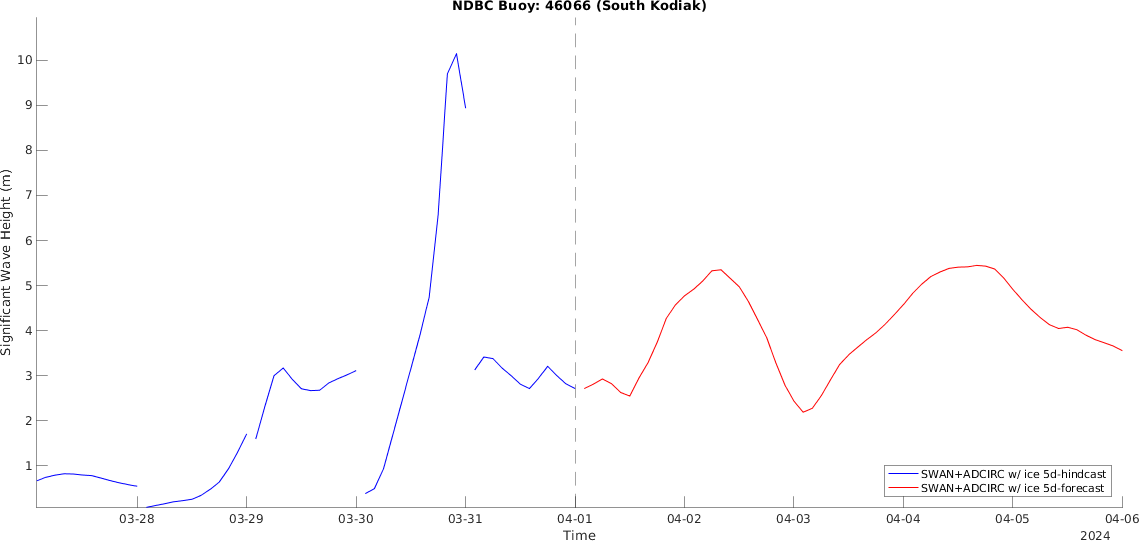 NDBC Buoy: 46066 (South Kodiak)
Significant Wave Height (m)
10
9
8
7
6
5
4
3
2
1
SWAN+ADCIRC w/ ice 5d-hindcast
SWAN+ADCIRC w/ ice 5d-forecast
03-28 03-29 03-30 03-31 04-01 04-02 04-03 04-04 04-05 04-06
Time
2024